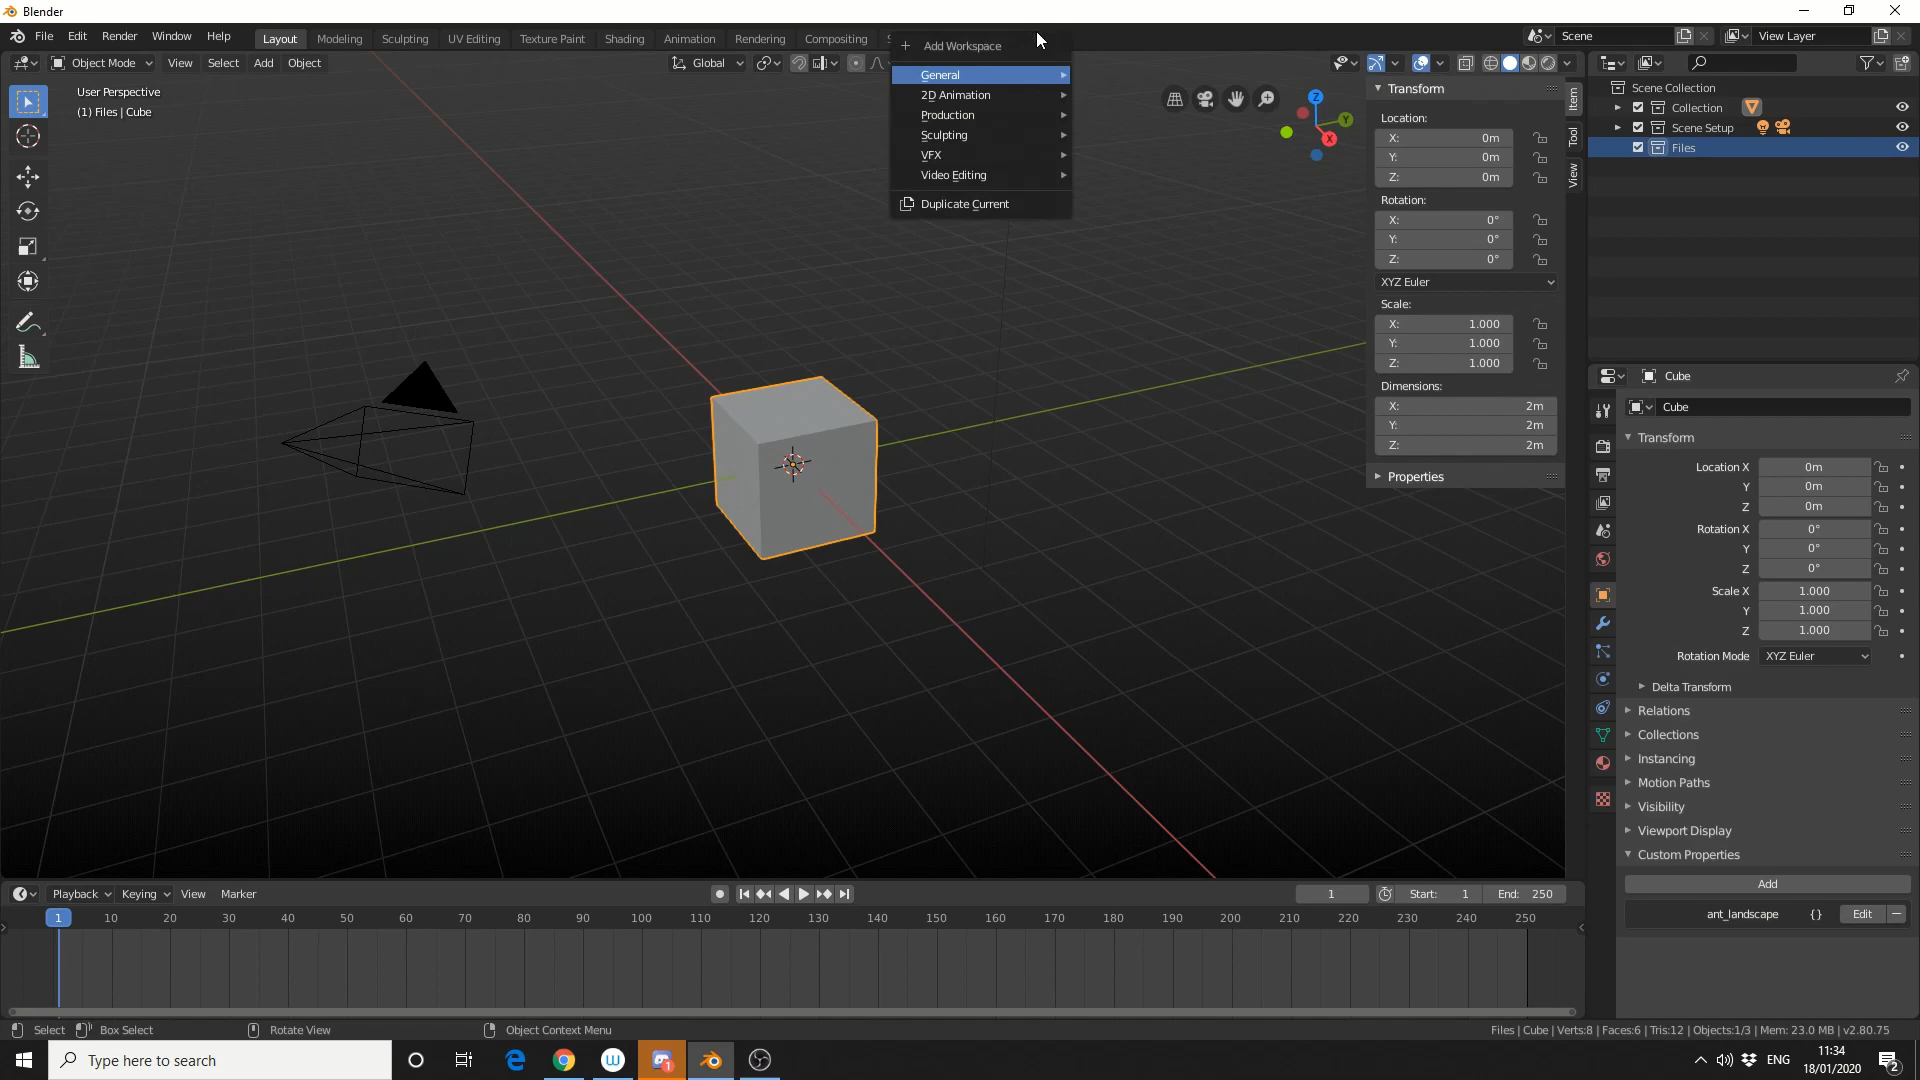 Blender
File Edit Render Window Help
Layout Modeling Sculpting UV Editing Texture Paint Shading Animation Rendering Compositing
Scene
View Layer
Add Workspace
General
2D Animation
Production
Sculpting
VFX
Video Editing
Duplicate Current
Object Mode View Select Add Object
Global
User Perspective
(1) Files | Cube
Z
Y
X
Transform
Location:
X: 0m
Y: 0m
Z: 0m
Rotation:
X: 0°
Y: 0°
Z: 0°
XYZ Euler
Scale:
X: 1.000
Y: 1.000
Z: 1.000
Dimensions:
X: 2m
Y: 2m
Z: 2m
Properties
Item
Tool
View
Scene Collection
Collection
Scene Setup
Files
Cube
Cube
Transform
Location X 0m
Y 0m
Z 0m
Rotation X 0°
Y 0°
Z 0°
Scale X 1.000
Y 1.000
Z 1.000
Rotation Mode XYZ Euler
Delta Transform
Relations
Collections
Instancing
Motion Paths
Visibility
Viewport Display
Custom Properties
Add
ant_landscape {} Edit
Playback Keying View Marker
1 Start: 1 End: 250
1 10 20 30 40 50 60 70 80 90 100 110 120 130 140 150 160 170 180 190 200 210 220 230 240 250
Select Box Select Rotate View Object Context Menu
Files | Cube | Verts:8 | Faces:6 | Tris:12 | Objects:1/3 | Mem: 23.0 MB | v2.80.75
Type here to search
1
ENG
11:34
18/01/2020
2